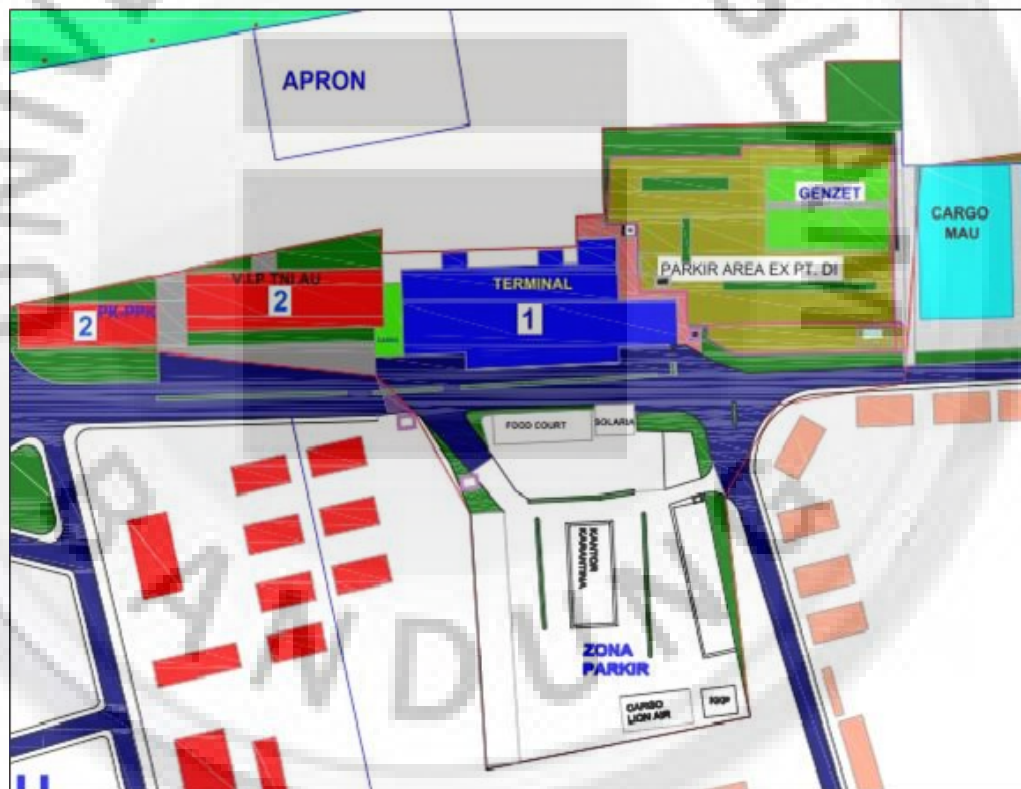 APRON
GENZET
CARGO
MAU
PARKIR AREA EX PT. DI
V.I.P TNI AU
2
TERMINAL
1
PK-PPK
2
FOOD COURT
SOLARIA
KANTOR
KARANTINA
ZONA
PARKIR
CARGO
LION AIR
BANDUNG